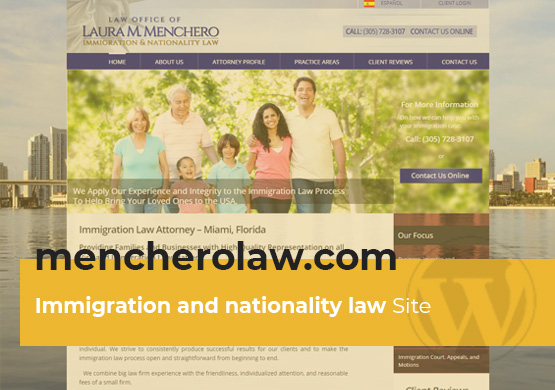 ESPAÑOL
CLIENT LOGIN
LAW OFFICE OF
LAURA M. MENCHERO
IMMIGRATION & NATIONALITY LAW
CALL: (305) 728-3107 CONTACT US ONLINE
HOME ABOUT US ATTORNEY PROFILE PRACTICE AREAS CLIENT REVIEWS CONTACT US
For More Information
On how we can help you with
your immigration case
Call: (305) 728-3107
or
Contact Us Online
We Apply Our Experience and Integrity to the Immigration Law Process
To Help Bring Your Loved Ones to the USA.
Immigration Law Attorney – Miami, Florida
Providing Families and Businesses with High Quality Representation on all
Our Focus
mencherolaw.com
Immigration and nationality law Site
individual. We strive to consistently produce successful results for our clients and to make the
immigration law process open and straightforward from beginning to end.
We combine big law firm experience with the friendliness, individualized attention, and reasonable
fees of a small firm.
Immigration Court, Appeals, and
Motions
Client Reviews